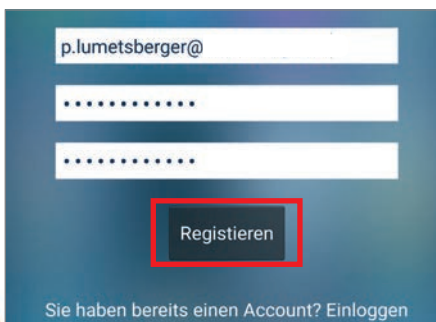 p.lumetsberger@
••••••••••••
••••••••••••
Registieren
Sie haben bereits einen Account? Einloggen